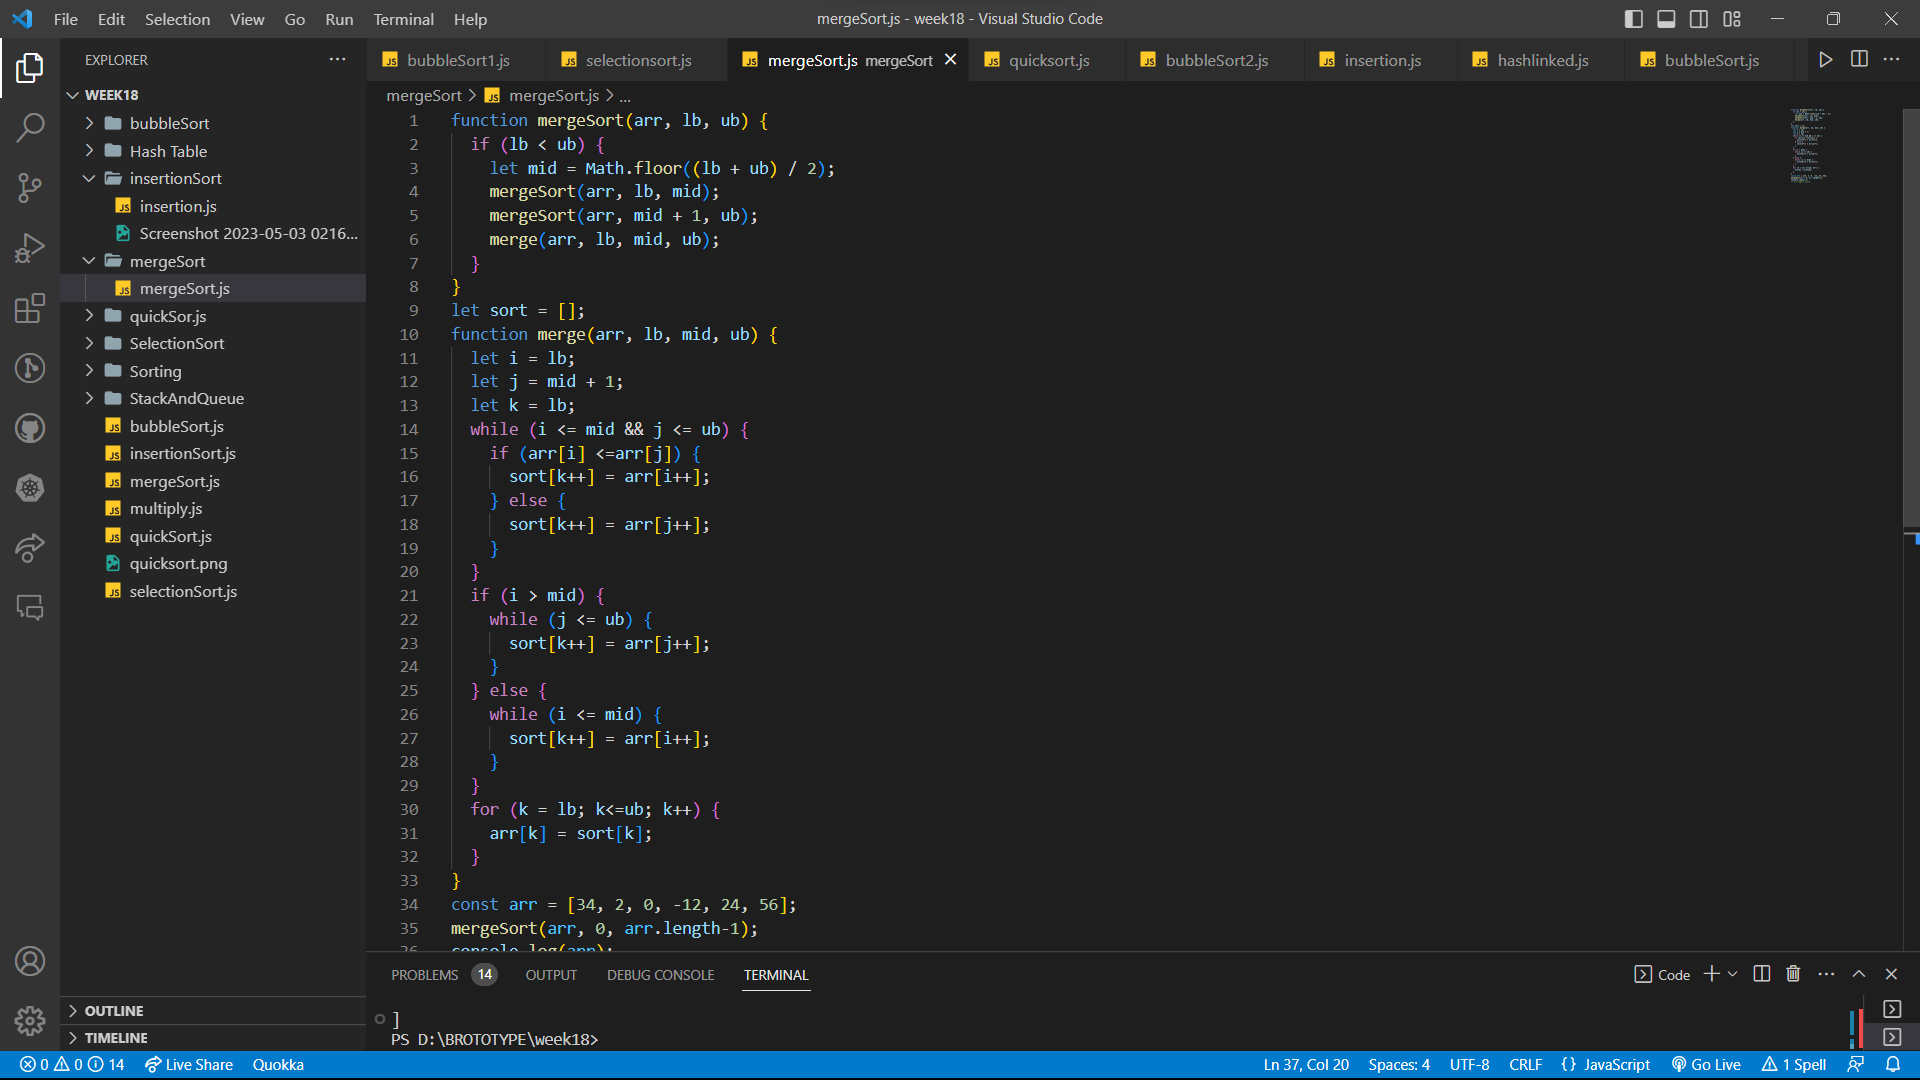 File Edit Selection View Go Run Terminal Help
mergeSort.js - week18 - Visual Studio Code
EXPLORER
WEEK18
bubbleSort
Hash Table
insertionSort
insertion.js
Screenshot 2023-05-03 0216...
mergeSort
mergeSort.js
quickSor.js
SelectionSort
Sorting
StackAndQueue
bubbleSort.js
insertionSort.js
mergeSort.js
multiply.js
quickSort.js
quicksort.png
selectionSort.js
OUTLINE
TIMELINE
bubbleSort1.js selectionsort.js mergeSort.js mergeSort quicksort.js bubbleSort2.js insertion.js hashlinked.js bubbleSort.js
mergeSort > mergeSort.js > ...
1 function mergeSort(arr, lb, ub) {
2 if (lb < ub) {
3 let mid = Math.floor((lb + ub) / 2);
4 mergeSort(arr, lb, mid);
5 mergeSort(arr, mid + 1, ub);
6 merge(arr, lb, mid, ub);
7 }
8 }
9 let sort = [];
10 function merge(arr, lb, mid, ub) {
11 let i = lb;
12 let j = mid + 1;
13 let k = lb;
14 while (i <= mid && j <= ub) {
15 if (arr[i] <=arr[j]) {
16 sort[k++] = arr[i++];
17 } else {
18 sort[k++] = arr[j++];
19 }
20 }
21 if (i > mid) {
22 while (j <= ub) {
23 sort[k++] = arr[j++];
24 }
25 } else {
26 while (i <= mid) {
27 sort[k++] = arr[i++];
28 }
29 }
30 for (k = lb; k<=ub; k++) {
31 arr[k] = sort[k];
32 }
33 }
34 const arr = [34, 2, 0, -12, 24, 56];
35 mergeSort(arr, 0, arr.length-1);
36 console.log(arr);
PROBLEMS 14 OUTPUT DEBUG CONSOLE TERMINAL
Code
]
PS D:\BROTOTYPE\week18>
0 0 14 Live Share Quokka
Ln 37, Col 20 Spaces: 4 UTF-8 CRLF {} JavaScript Go Live 1 Spell